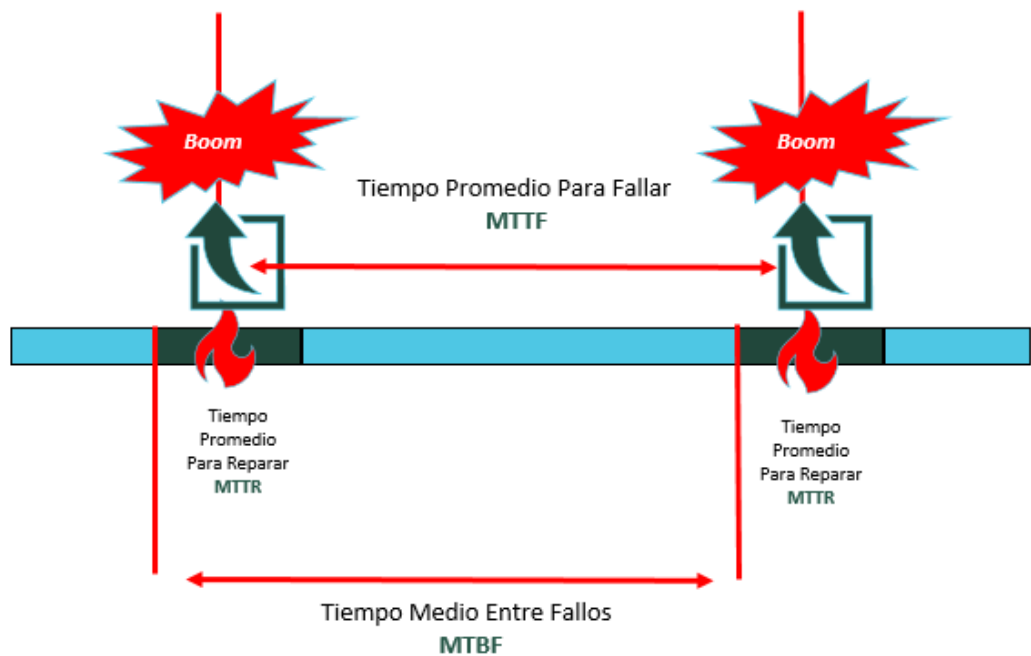 Boom
Boom
Tiempo Promedio Para Fallar
MTTF
Tiempo
Promedio
Para Reparar
MTTR
Tiempo
Promedio
Para Reparar
MTTR
Tiempo Medio Entre Fallos
MTBF